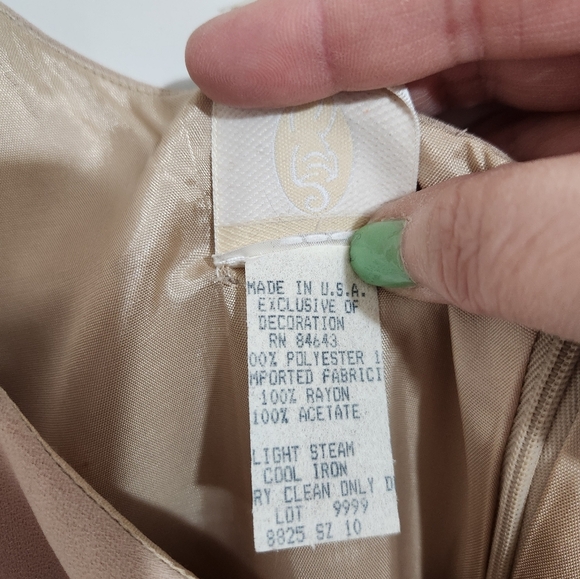 MADE IN U.S.A.
EXCLUSIVE OF
DECORATION
RN 84643
00% POLYESTER 1
MPORTED FABRICI
100% RAYON
100% ACETATE
LIGHT STEAM
COOL IRON
RY CLEAN ONLY D
LOT 9999
8825 SZ 10